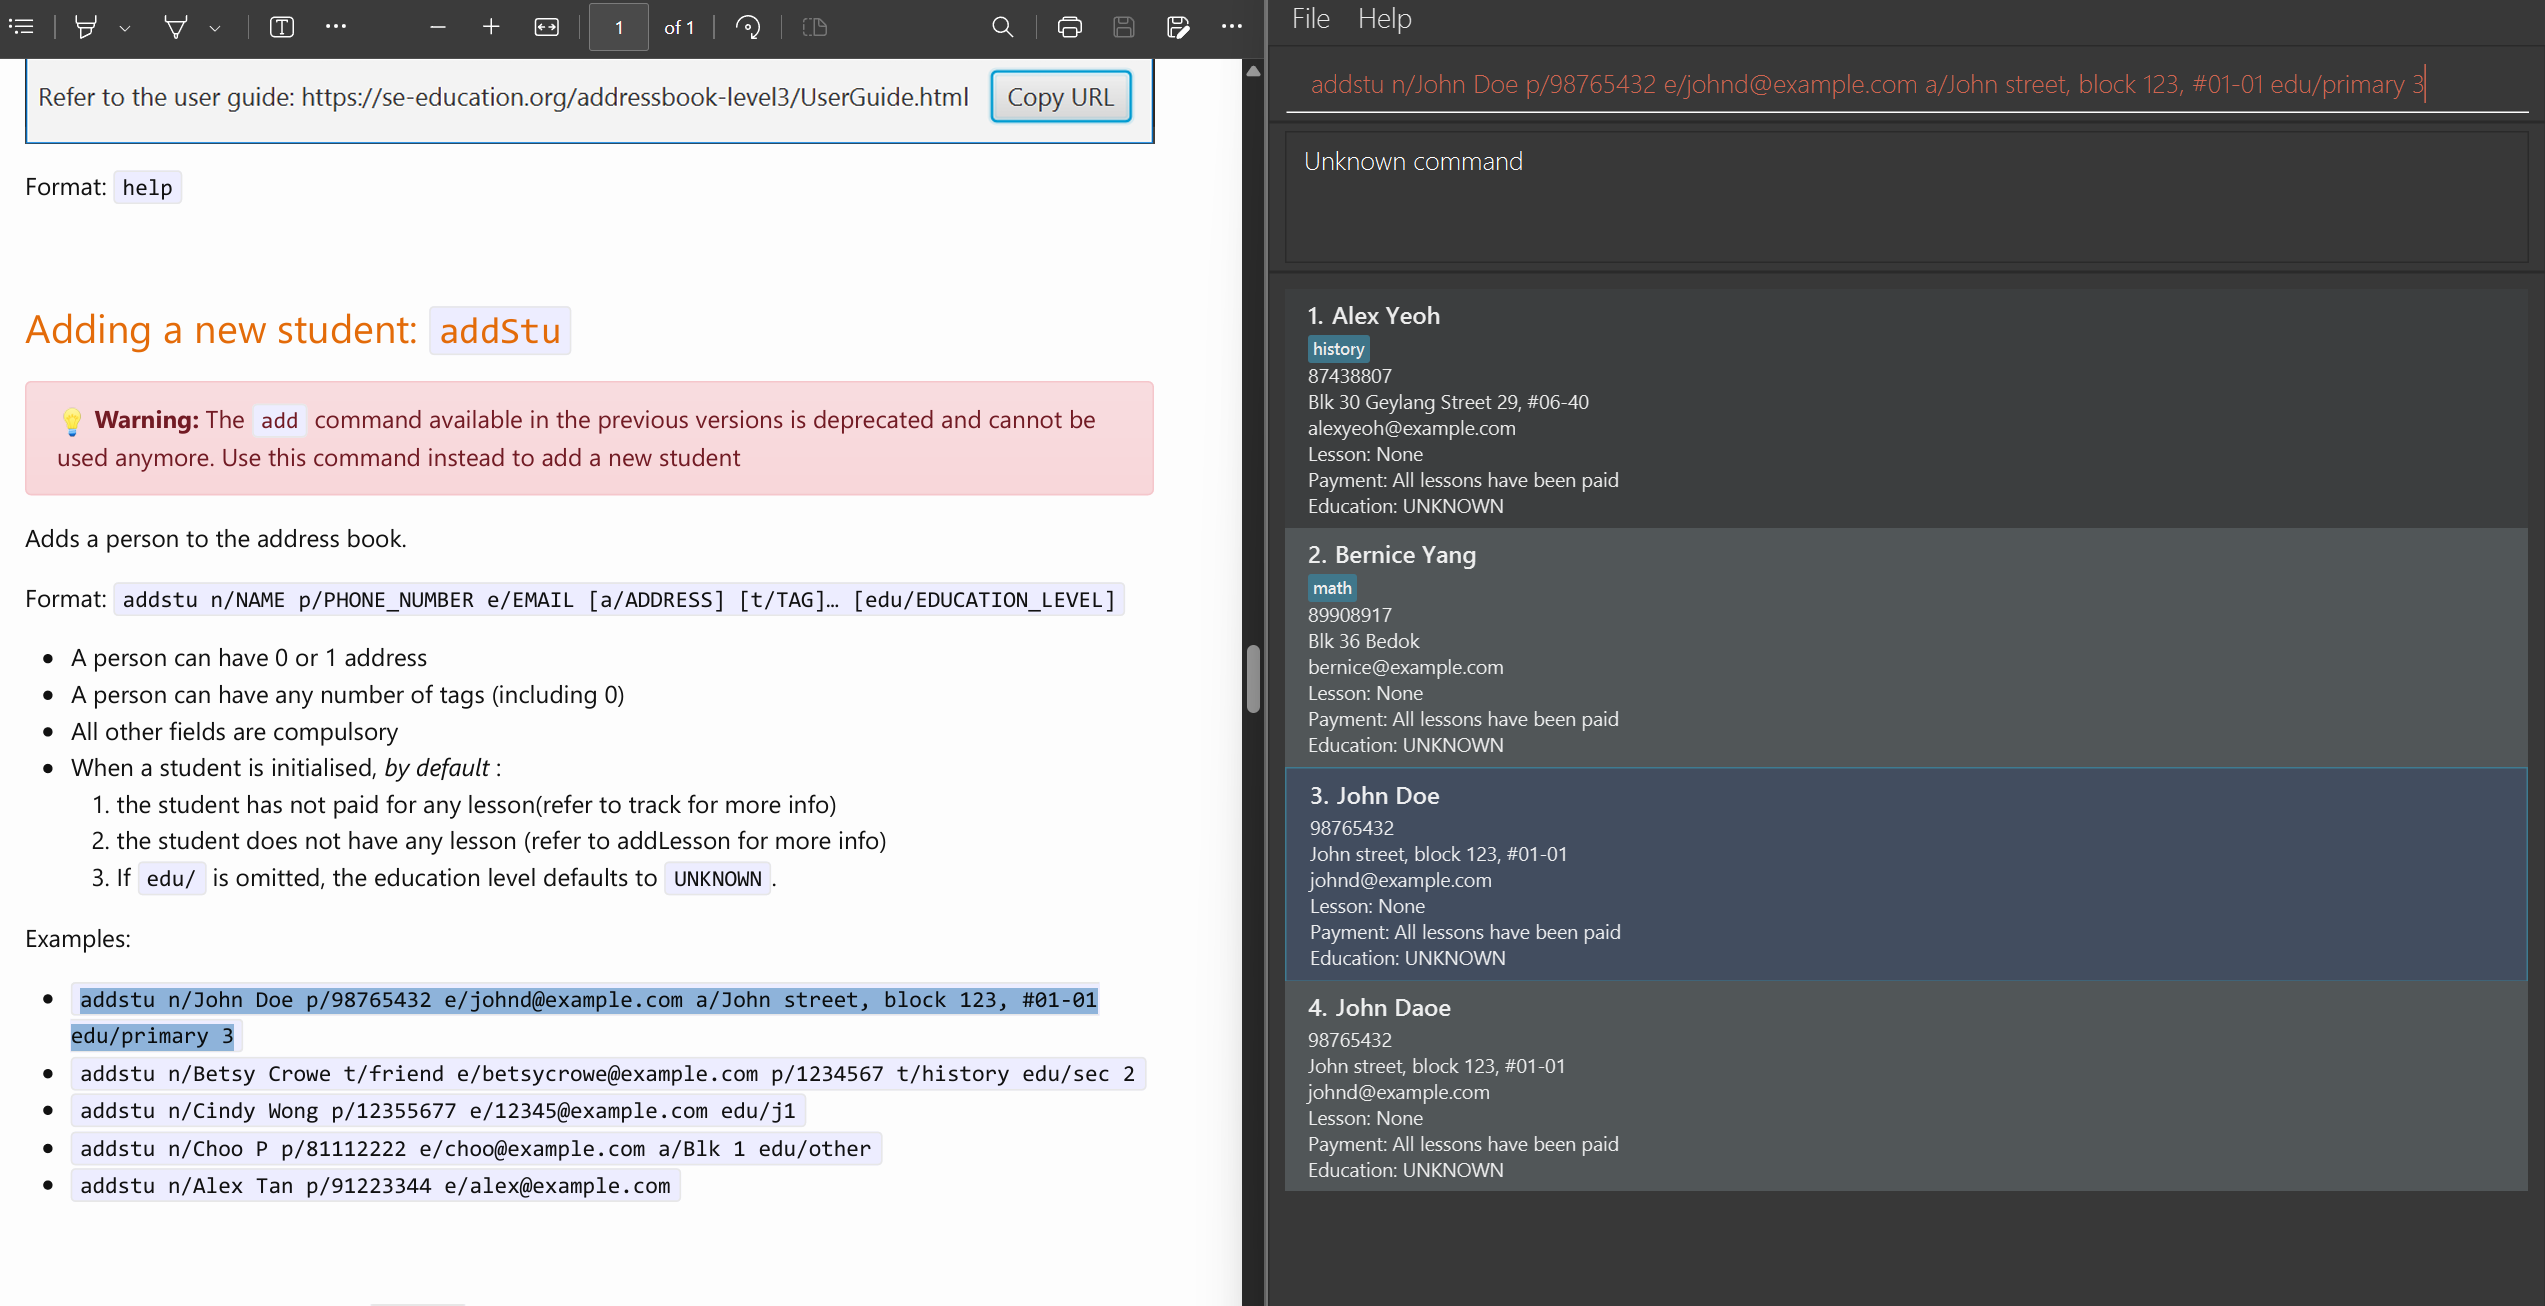 1 of 1
Refer to the user guide: https://se-education.org/addressbook-level3/UserGuide.html Copy URL
Format: help
Adding a new student: addStu
Warning: The add command available in the previous versions is deprecated and cannot be
used anymore. Use this command instead to add a new student
Adds a person to the address book.
Format: addstu n/NAME p/PHONE_NUMBER e/EMAIL [a/ADDRESS] [t/TAG]… [edu/EDUCATION_LEVEL]
A person can have 0 or 1 address
A person can have any number of tags (including 0)
All other fields are compulsory
When a student is initialised, by default :
1. the student has not paid for any lesson(refer to track for more info)
2. the student does not have any lesson (refer to addLesson for more info)
3. If edu/ is omitted, the education level defaults to UNKNOWN.
Examples:
addstu n/John Doe p/98765432 e/johnd@example.com a/John street, block 123, #01-01
edu/primary 3
addstu n/Betsy Crowe t/friend e/betsycrowe@example.com p/1234567 t/history edu/sec 2
addstu n/Cindy Wong p/12355677 e/12345@example.com edu/j1
addstu n/Choo P p/81112222 e/choo@example.com a/Blk 1 edu/other
addstu n/Alex Tan p/91223344 e/alex@example.com
File Help
addstu n/John Doe p/98765432 e/johnd@example.com a/John street, block 123, #01-01 edu/primary 3
Unknown command
1. Alex Yeoh
history
87438807
Blk 30 Geylang Street 29, #06-40
alexyeoh@example.com
Lesson: None
Payment: All lessons have been paid
Education: UNKNOWN
2. Bernice Yang
math
89908917
Blk 36 Bedok
bernice@example.com
Lesson: None
Payment: All lessons have been paid
Education: UNKNOWN
3. John Doe
98765432
John street, block 123, #01-01
johnd@example.com
Lesson: None
Payment: All lessons have been paid
Education: UNKNOWN
4. John Daoe
98765432
John street, block 123, #01-01
johnd@example.com
Lesson: None
Payment: All lessons have been paid
Education: UNKNOWN